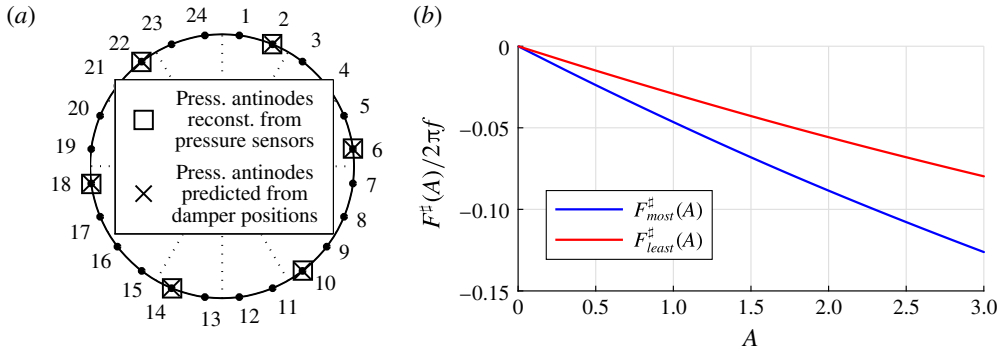 (a)
24
1
23
2
22
3
21
4
20
5
19
6
18
7
17
8
16
9
15
10
14
11
13
12
Press. antinodes
reconst. from
pressure sensors
Press. antinodes
predicted from
damper positions
(b)
F♯(A)/2πf
0
−0.05
−0.10
−0.15
F♯most(A)
F♯least(A)
0
0.5
1.0
1.5
2.0
2.5
3.0
A